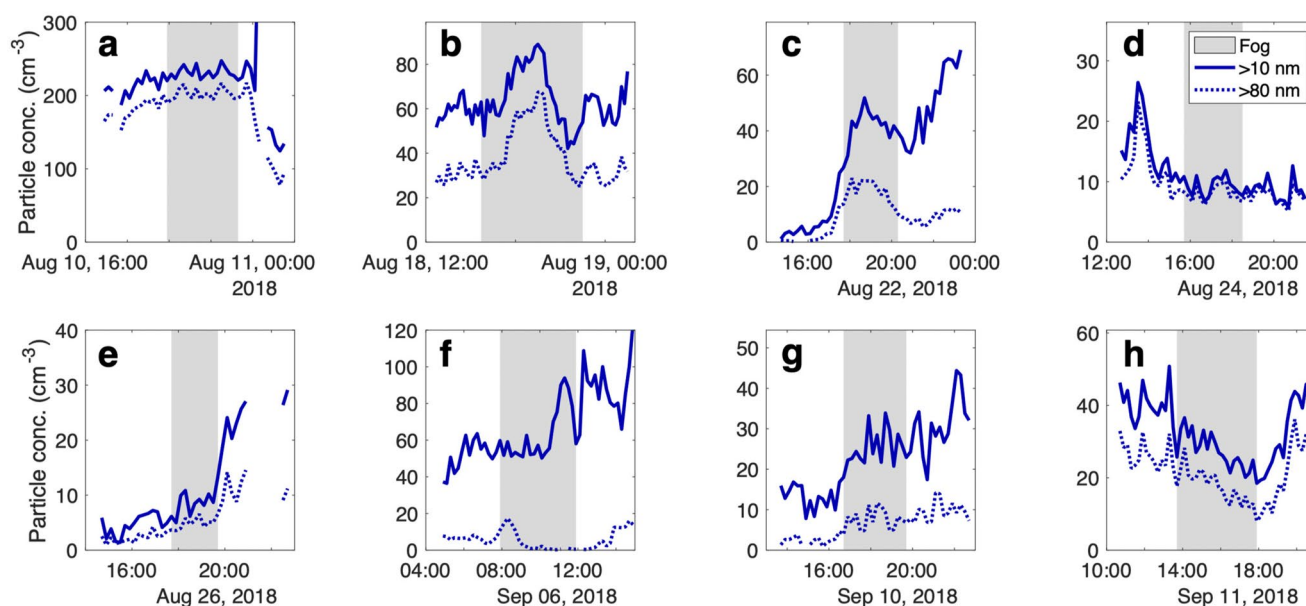 Particle conc. (cm-3)
300
200
100
0
a
Aug 10, 16:00
Aug 11, 00:00
2018
80
60
40
20
0
b
Aug 18, 12:00
Aug 19, 00:00
2018
60
40
20
0
c
16:00 20:00 00:00
Aug 22, 2018
30
20
10
0
d
Fog
>10 nm
>80 nm
12:00 16:00 20:00
Aug 24, 2018
Particle conc. (cm-3)
40
30
20
10
0
e
16:00 20:00
Aug 26, 2018
120
100
80
60
40
20
0
f
04:00 08:00 12:00
Sep 06, 2018
50
40
30
20
10
0
g
16:00 20:00
Sep 10, 2018
60
40
20
0
h
10:00 14:00 18:00
Sep 11, 2018